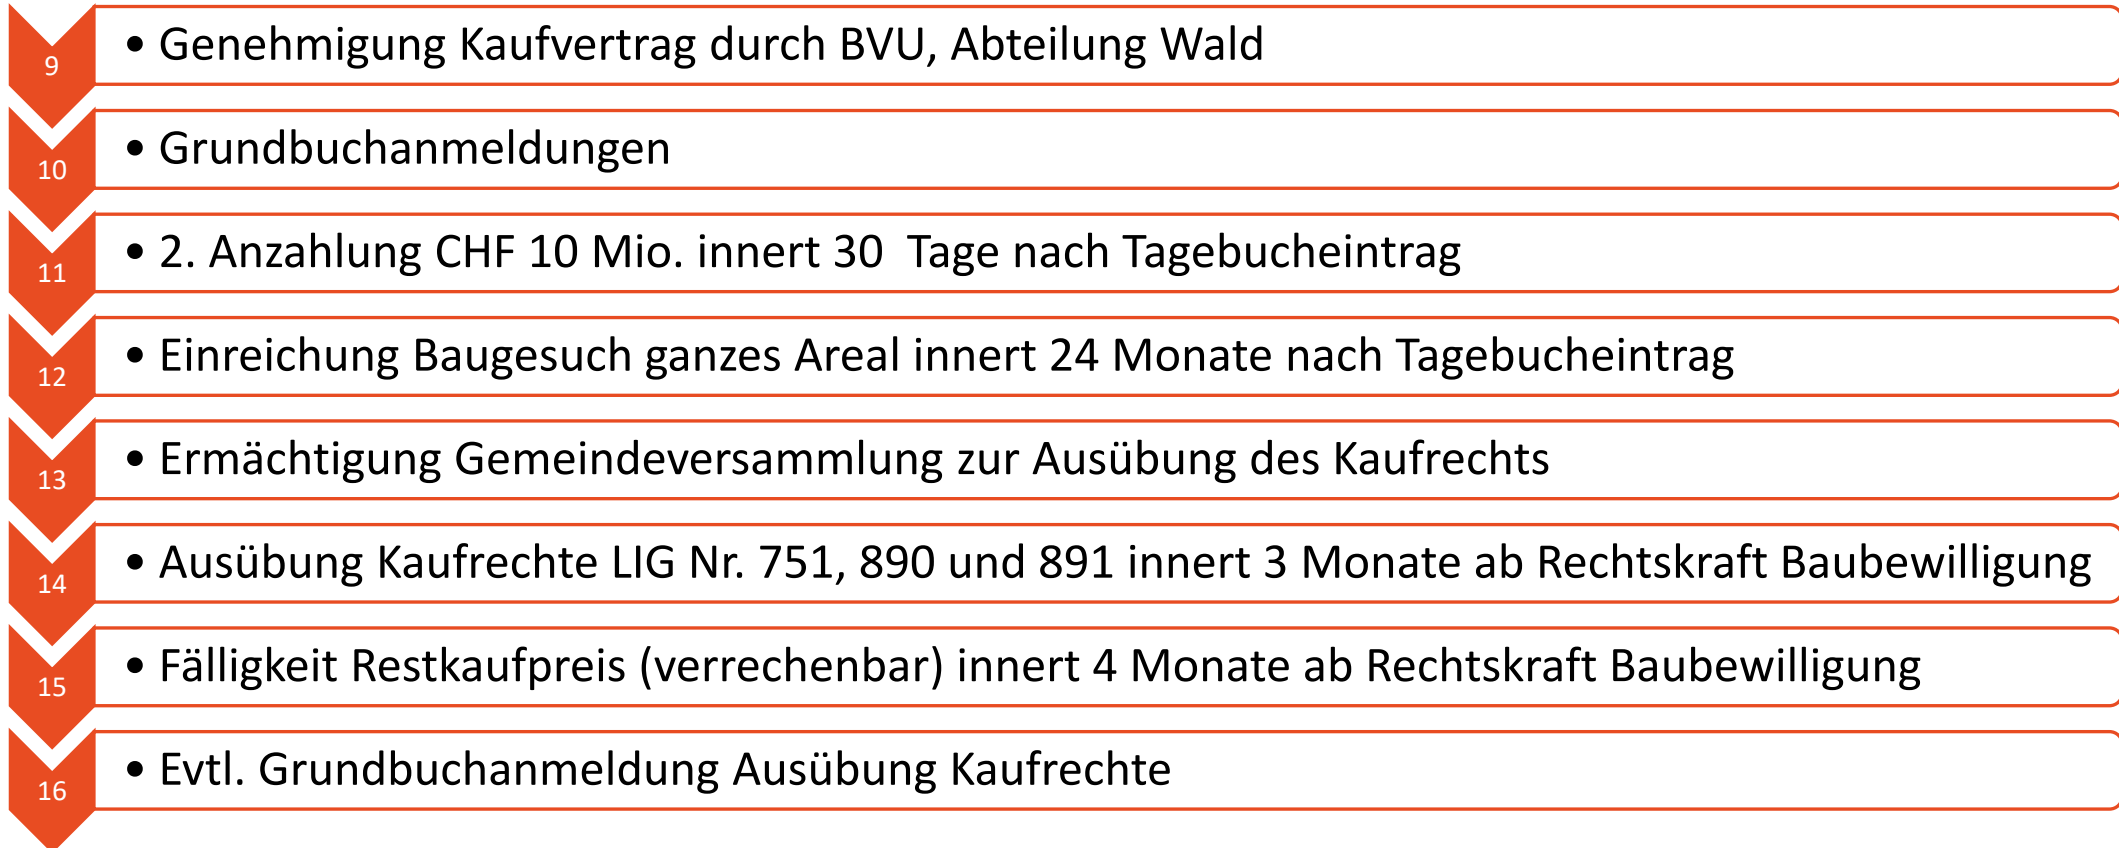 9
• Genehmigung Kaufvertrag durch BVU, Abteilung Wald
10
• Grundbuchanmeldungen
11
• 2. Anzahlung CHF 10 Mio. innert 30  Tage nach Tagebucheintrag
12
• Einreichung Baugesuch ganzes Areal innert 24 Monate nach Tagebucheintrag
13
• Ermächtigung Gemeindeversammlung zur Ausübung des Kaufrechts
14
• Ausübung Kaufrechte LIG Nr. 751, 890 und 891 innert 3 Monate ab Rechtskraft Baubewilligung
15
• Fälligkeit Restkaufpreis (verrechenbar) innert 4 Monate ab Rechtskraft Baubewilligung
16
• Evtl. Grundbuchanmeldung Ausübung Kaufrechte